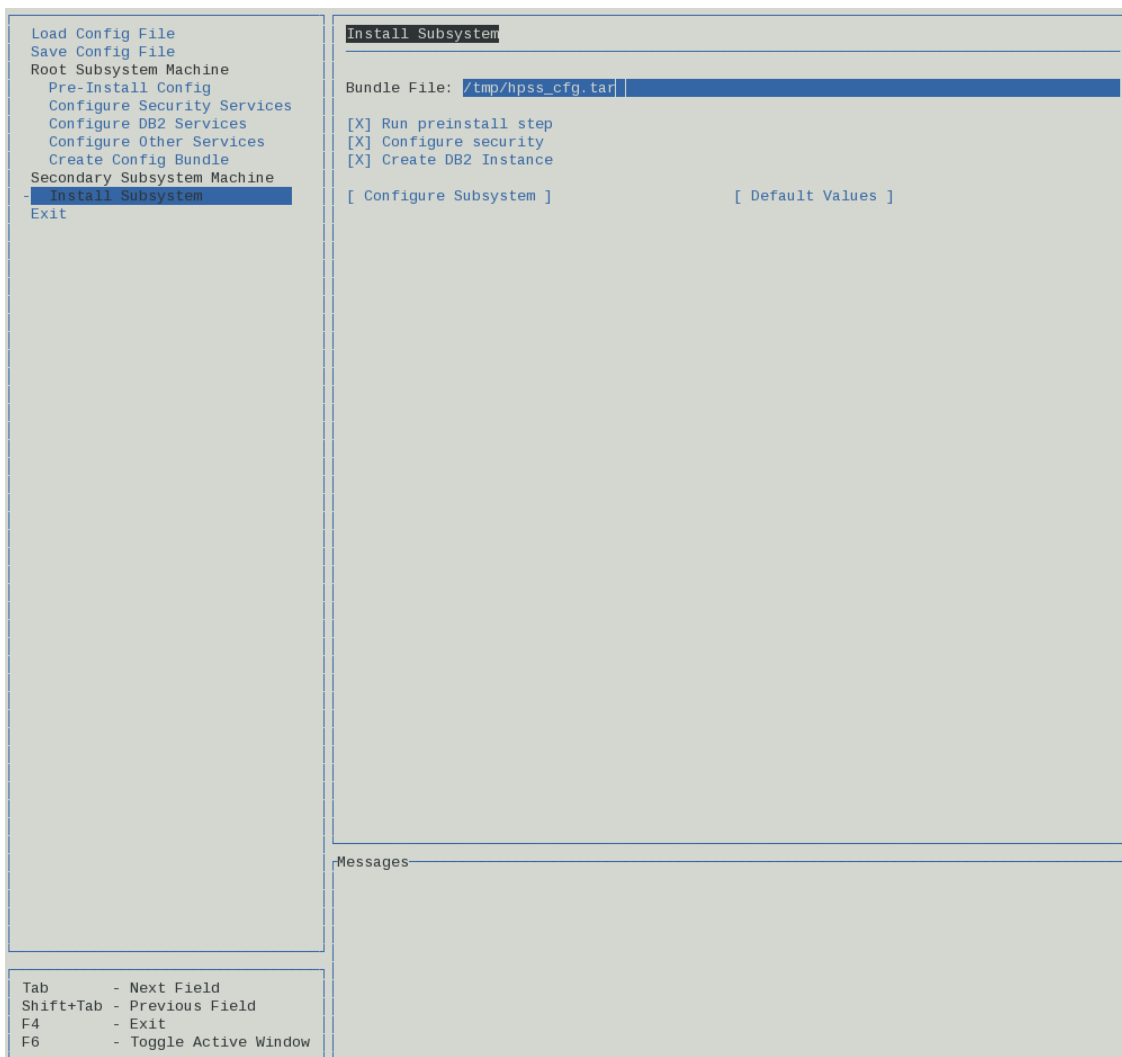 Load Config File
Save Config File
Root Subsystem Machine
Pre-Install Config
Configure Security Services
Configure DB2 Services
Configure Other Services
Create Config Bundle
Secondary Subsystem Machine
- Install Subsystem
Exit
Install Subsystem
Bundle File: /tmp/hpss_cfg.tar
[X] Run preinstall step
[X] Configure security
[X] Create DB2 Instance
[ Configure Subsystem ] [ Default Values ]
Messages
Tab - Next Field
Shift+Tab - Previous Field
F4 - Exit
F6 - Toggle Active Window